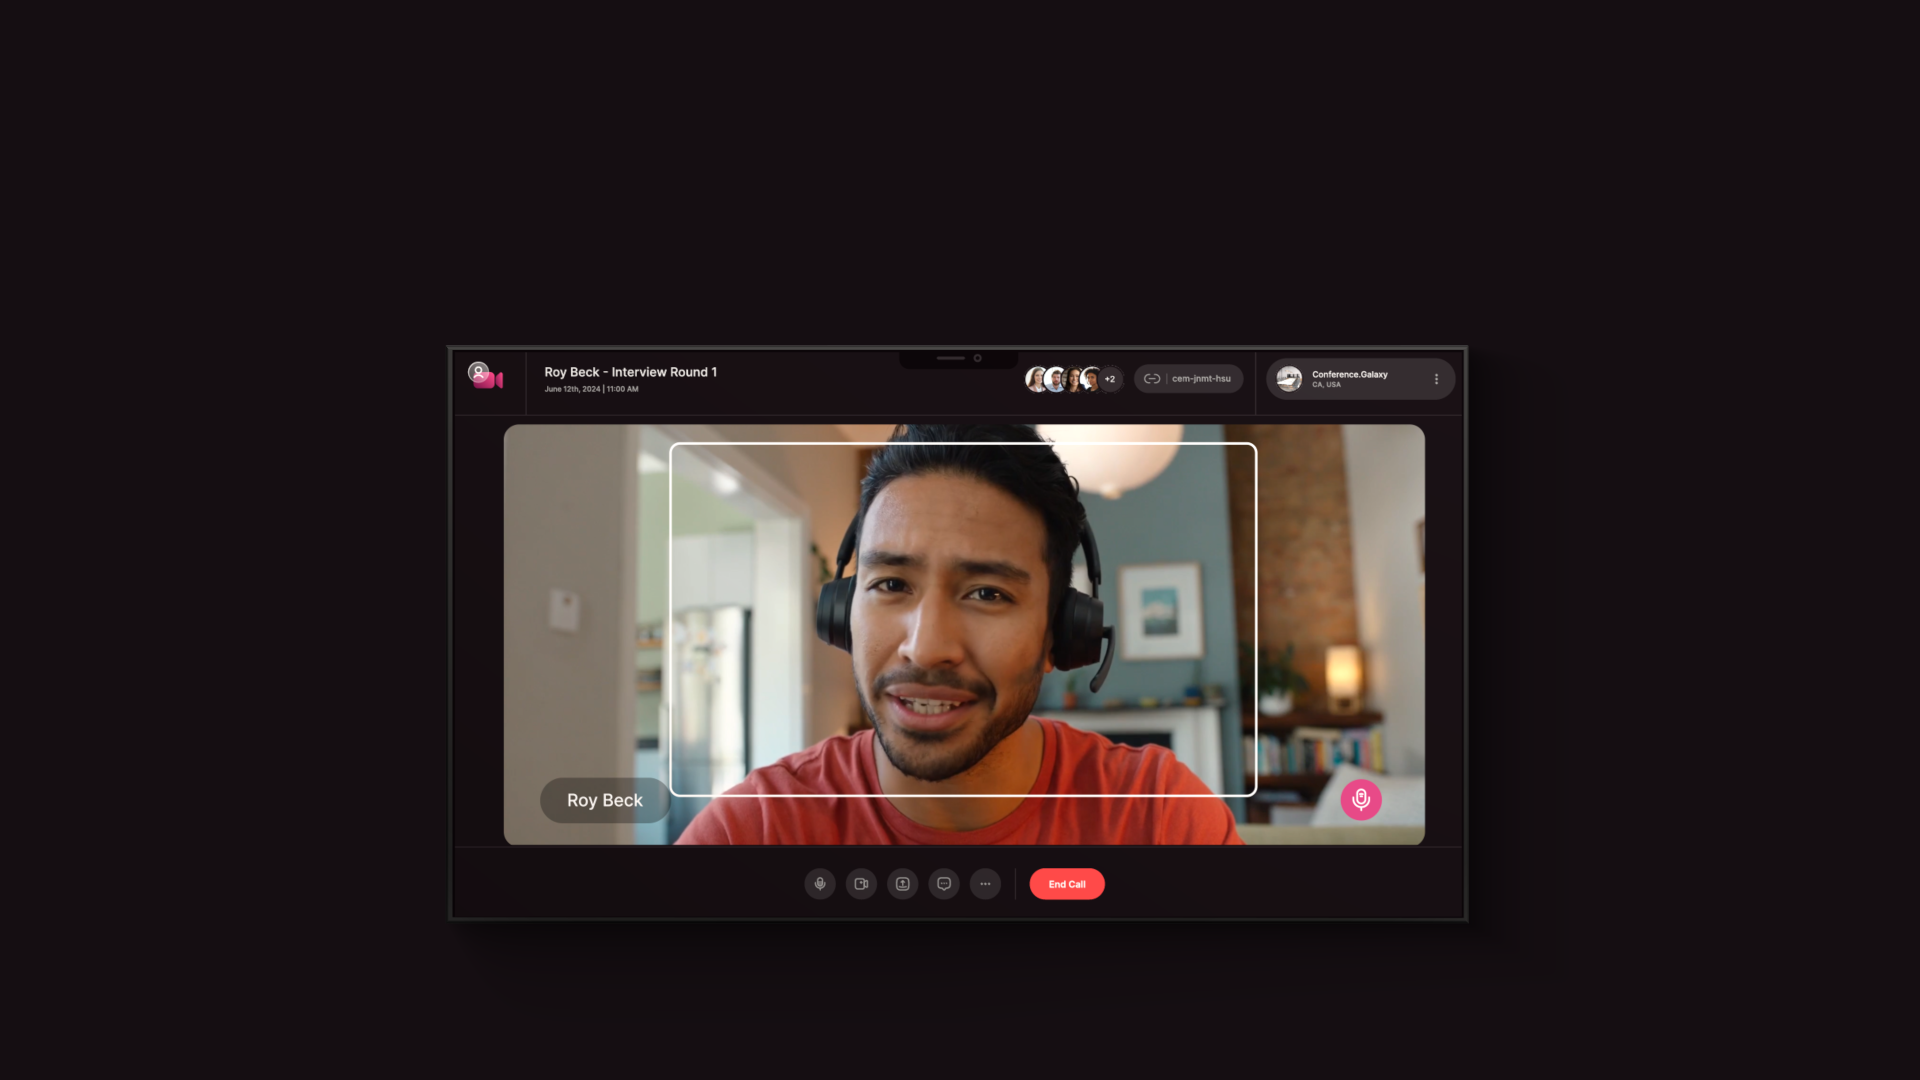 Roy Beck - Interview Round 1
June 12th, 2024 | 11:00 AM
+2
cem-jnmt-hsu
Conference.Galaxy
CA, USA
Roy Beck
End Call